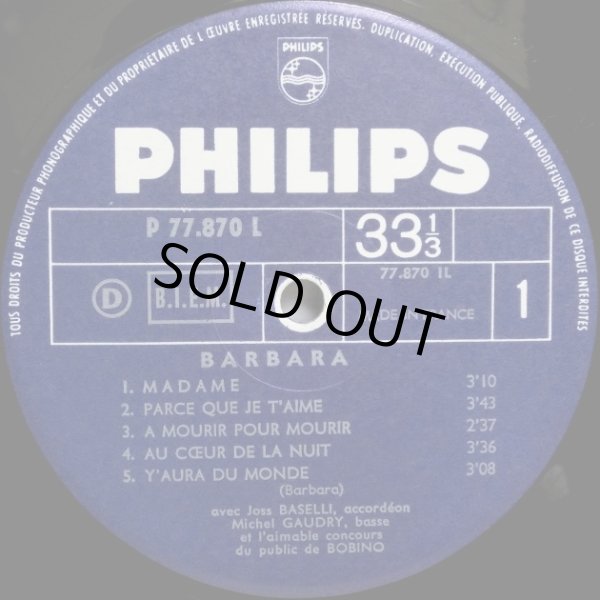 TOUS DROITS DU PRODUCTEUR PHONOGRAPHIQUE ET DU PROPRIÉTAIRE DE L'ŒUVRE ENREGISTRÉE RÉSERVÉS. DUPLICATION, EXÉCUTION PUBLIQUE, RADIODIFFUSION DE CE DISQUE INTERDITES
PHILIPS
PHILIPS
P 77.870 L
33⅓
77.870 1L
D
B.I.E.M.
1
SOLD OUT
BARBARA
1. MADAME 3'10
2. PARCE QUE JE T'AIME 3'43
3. A MOURIR POUR MOURIR 2'37
4. AU CŒUR DE LA NUIT 3'36
5. Y'AURA DU MONDE 3'08
(Barbara)
avec Joss BASELLI, accordéon
Michel GAUDRY, basse
et l'aimable concours
du public de BOBINO